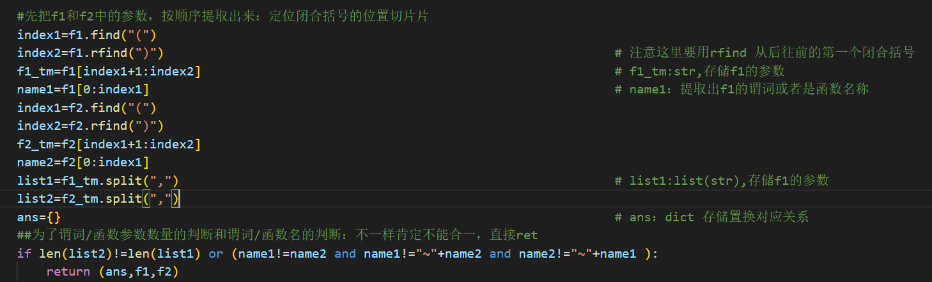 #先把f1和f2中的参数，按顺序提取出来：定位闭合括号的位置切片片
index1=f1.find("(")
index2=f1.rfind(")") # 注意这里要用rfind 从后往前的第一个闭合括号
f1_tm=f1[index1+1:index2] # f1_tm:str,存储f1的参数
name1=f1[0:index1] # name1：提取出f1的谓词或者是函数名称
index1=f2.find("(")
index2=f2.rfind(")")
f2_tm=f2[index1+1:index2]
name2=f2[0:index1]
list1=f1_tm.split(",") # list1:list(str),存储f1的参数
list2=f2_tm.split(",")
ans={} # ans：dict 存储置换对应关系
##为了谓词/函数参数数量的判断和谓词/函数名的判断：不一样肯定不能合一，直接ret
if len(list2)!=len(list1) or (name1!=name2 and name1!="~"+name2 and name2!="~"+name1 ):
return (ans,f1,f2)